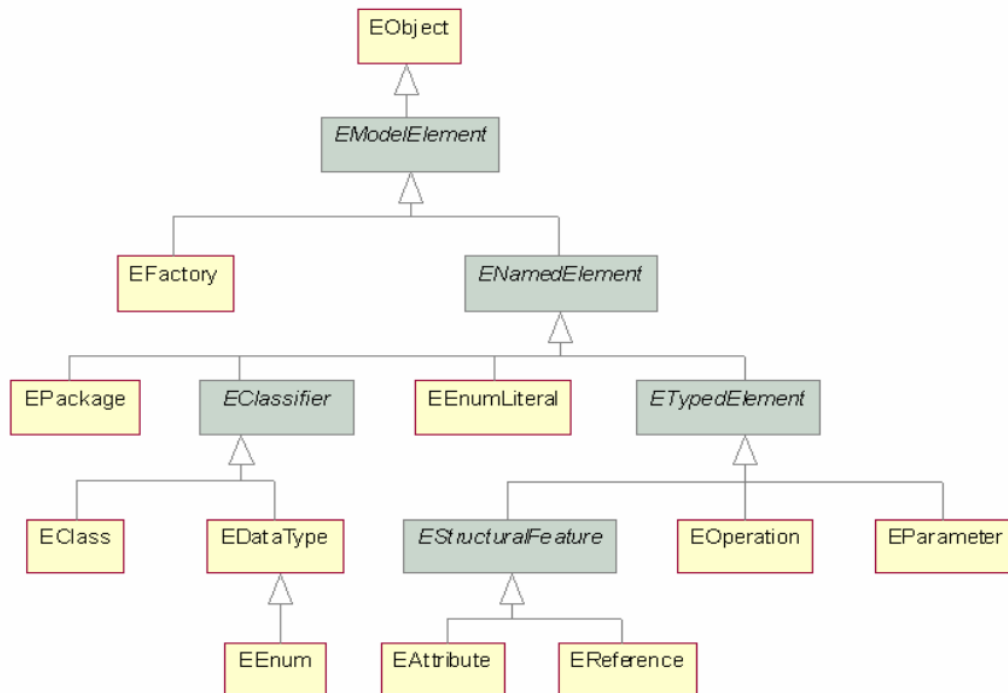 EObject
EModelElement
EFactory
ENamedElement
EPackage
EClassifier
EEnumLiteral
ETypedElement
EClass
EDataType
EStructuralFeature
EOperation
EParameter
EEnum
EAttribute
EReference